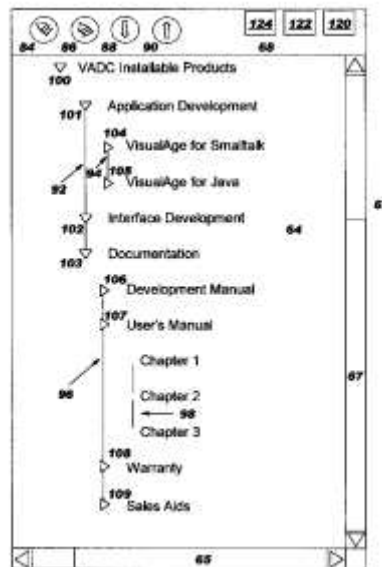 124 122 120
84 86 88 90 68
VADC Installable Products
100
101 Application Development
104
VisualAge for Smalltalk
94 105
VisualAge for Java
92
102 Interface Development
64
103 Documentation
106
Development Manual
107
User's Manual
Chapter 1
96
Chapter 2
67
98
Chapter 3
108
Warranty
109
Sales Aids
65